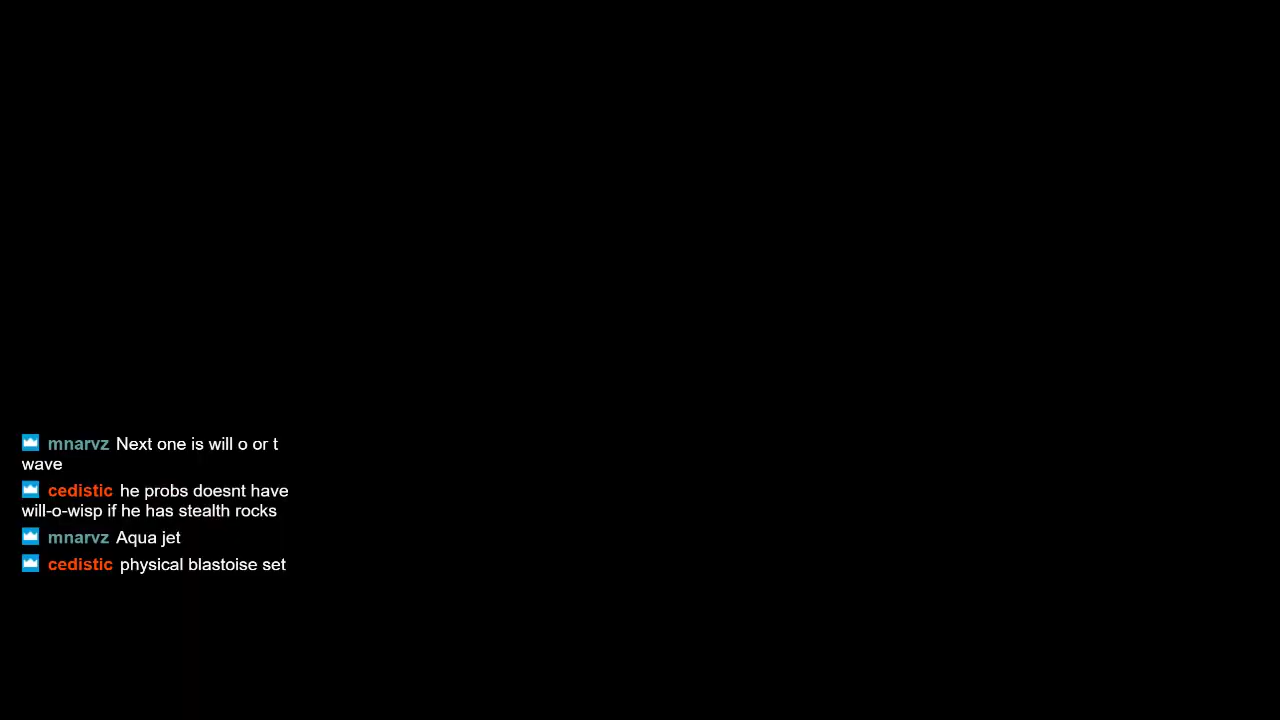 mnarvz Next one is will o or t
wave
cedistic he probs doesnt have
will-o-wisp if he has stealth rocks
mnarvz Aqua jet
cedistic physical blastoise set